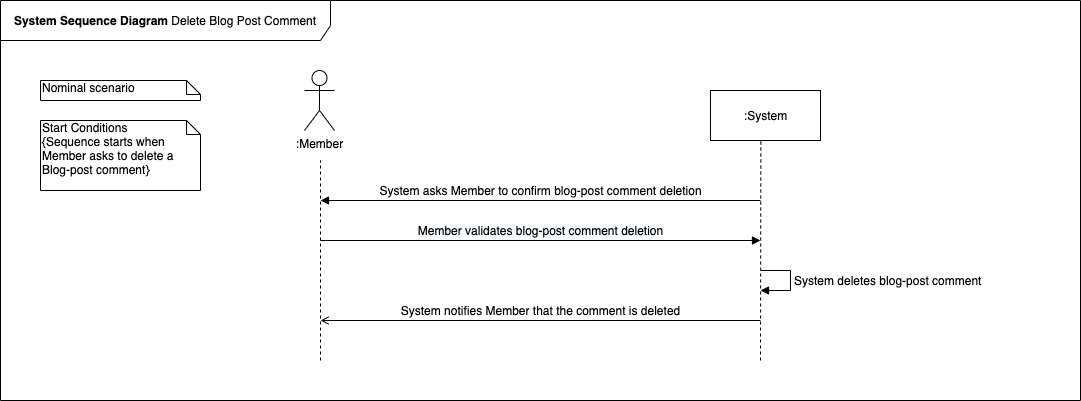 System Sequence Diagram Delete Blog Post Comment
Nominal scenario
Start Conditions
{Sequence starts when
Member asks to delete a
Blog-post comment}
:Member
:System
System asks Member to confirm blog-post comment deletion
Member validates blog-post comment deletion
System deletes blog-post comment
System notifies Member that the comment is deleted